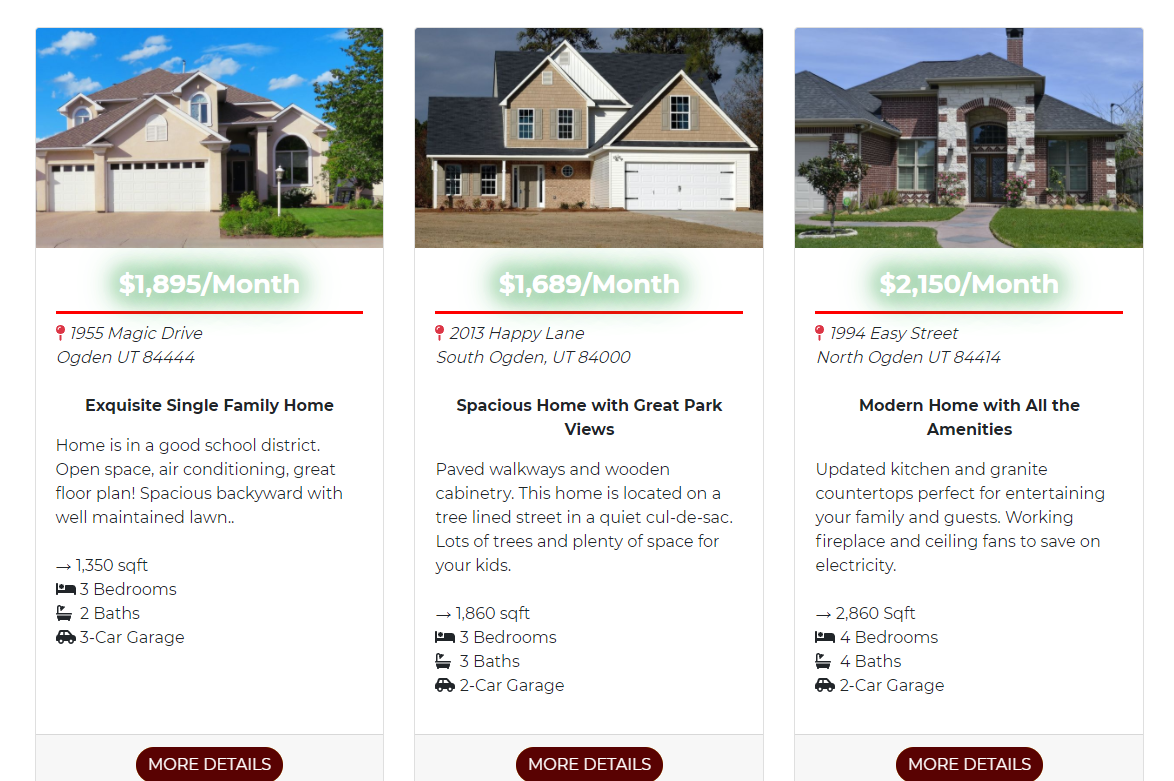 $1,895/Month
1955 Magic Drive
Ogden UT 84444
Exquisite Single Family Home
Home is in a good school district.
Open space, air conditioning, great
floor plan! Spacious backyward with
well maintained lawn..
→ 1,350 sqft
3 Bedrooms
2 Baths
3-Car Garage
MORE DETAILS
$1,689/Month
2013 Happy Lane
South Ogden, UT 84000
Spacious Home with Great Park
Views
Paved walkways and wooden
cabinetry. This home is located on a
tree lined street in a quiet cul-de-sac.
Lots of trees and plenty of space for
your kids.
→ 1,860 sqft
3 Bedrooms
3 Baths
2-Car Garage
MORE DETAILS
$2,150/Month
1994 Easy Street
North Ogden UT 84414
Modern Home with All the
Amenities
Updated kitchen and granite
countertops perfect for entertaining
your family and guests. Working
fireplace and ceiling fans to save on
electricity.
→ 2,860 Sqft
4 Bedrooms
4 Baths
2-Car Garage
MORE DETAILS